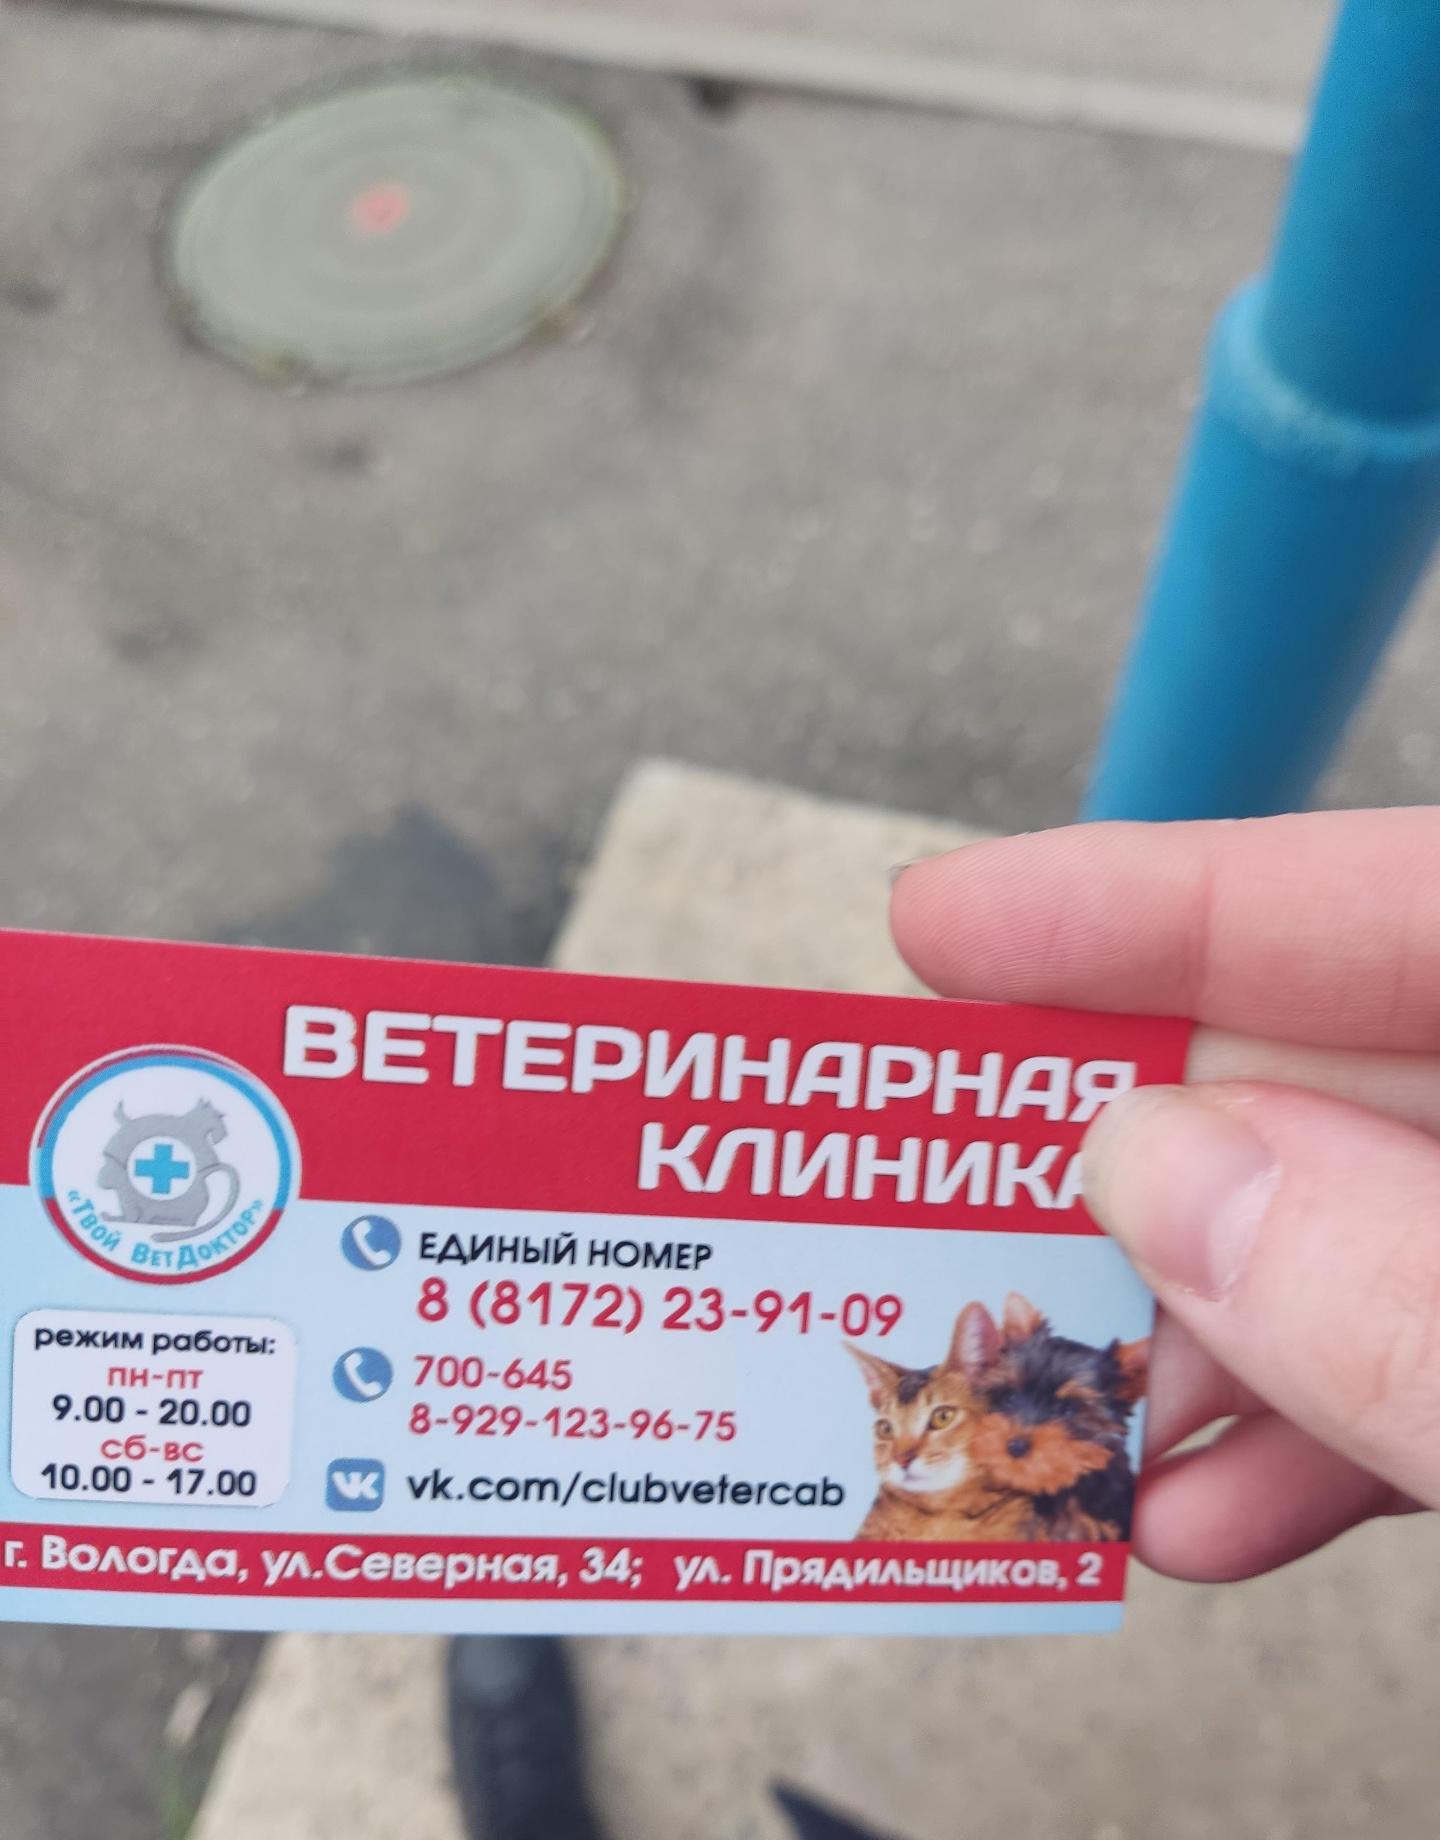 ВЕТЕРИНАРНАЯ
КЛИНИКА
«ТВОЙ ВЕТДОКТОР»
ЕДИНЫЙ НОМЕР
8 (8172) 23-91-09
700-645
8-929-123-96-75
vk.com/clubvetercab
режим работы:
пн-пт
9.00 - 20.00
сб-вс
10.00 - 17.00
г. Вологда, ул.Северная, 34; ул. Прядильщиков, 2